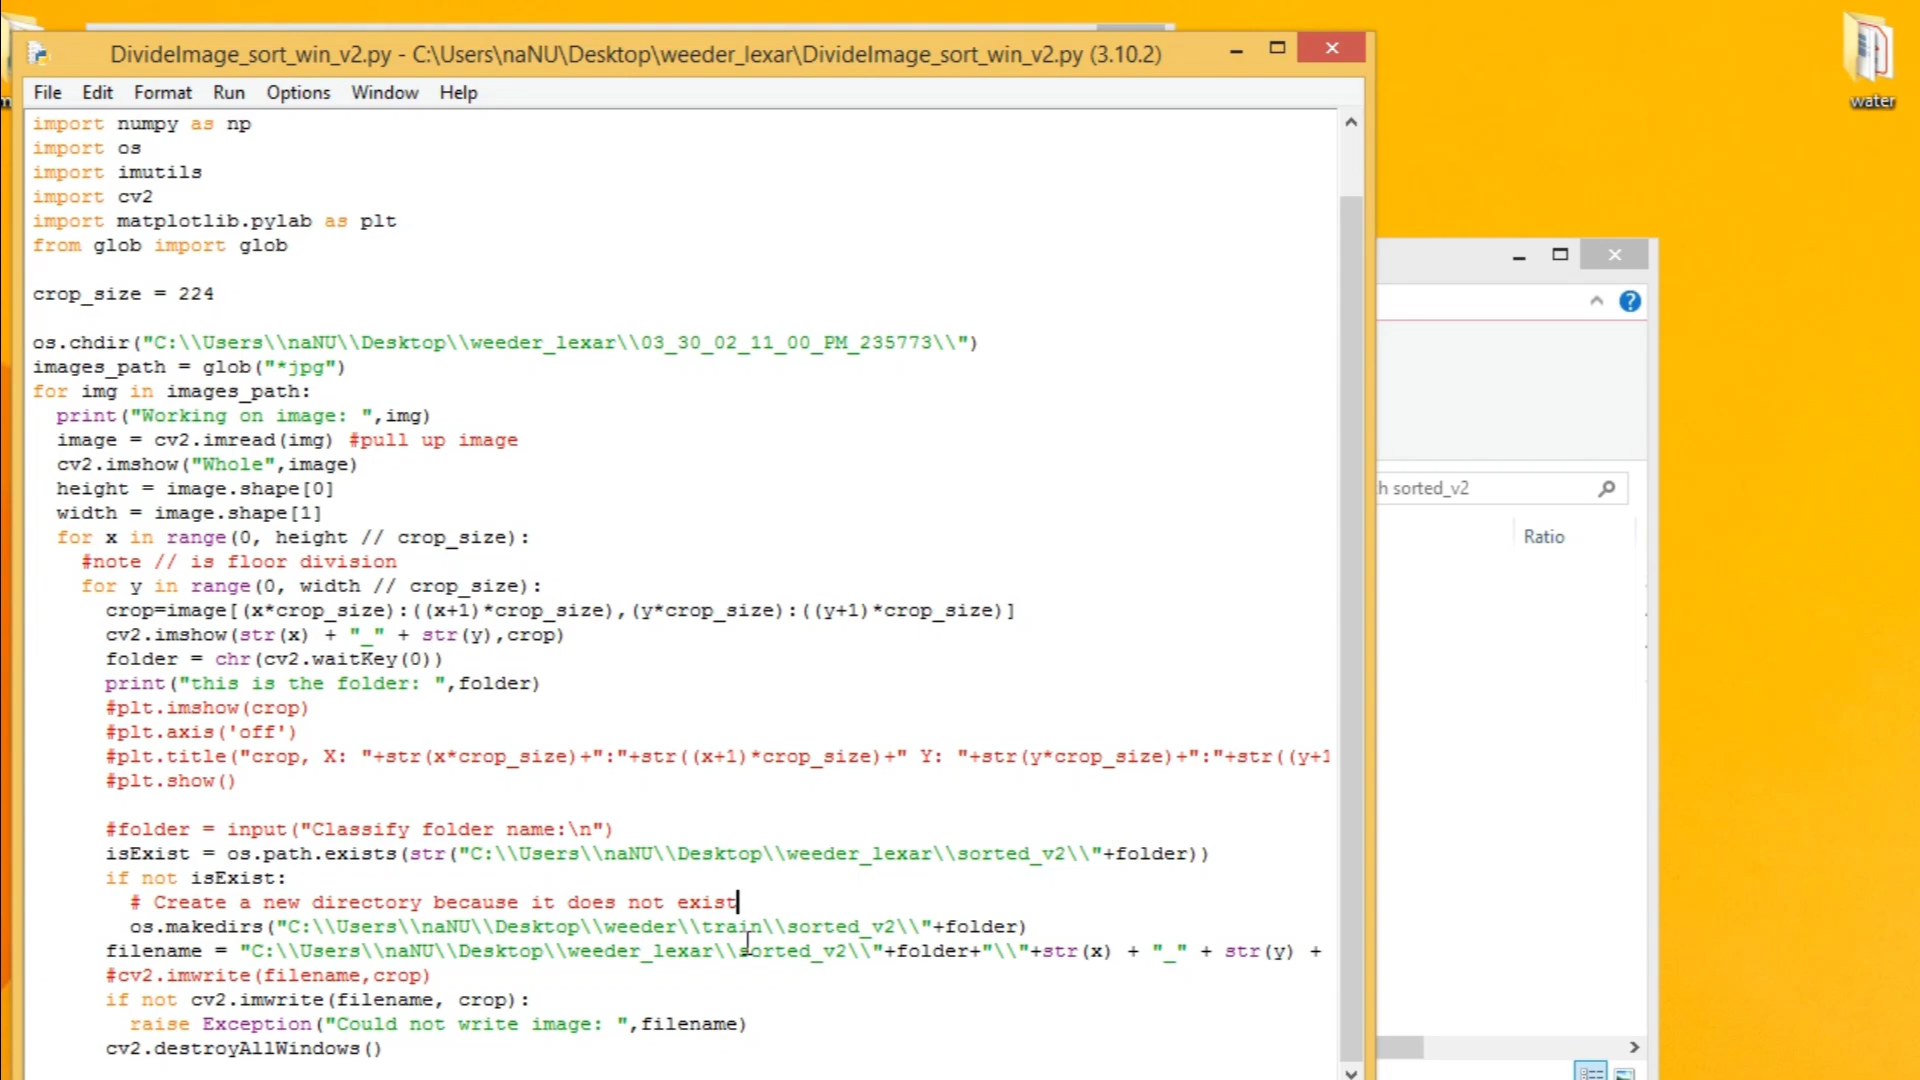 DivideImage_sort_win_v2.py - C:\Users\naNU\Desktop\weeder_lexar\DivideImage_sort_win_v2.py (3.10.2)
File Edit Format Run Options Window Help
import numpy as np
import os
import imutils
import cv2
import matplotlib.pylab as plt
from glob import glob
crop_size = 224
os.chdir("C:\\Users\\naNU\\Desktop\\weeder_lexar\\03_30_02_11_00_PM_235773\\")
images_path = glob("*jpg")
for img in images_path:
  print("Working on image: ",img)
  image = cv2.imread(img) #pull up image
  cv2.imshow("Whole",image)
  height = image.shape[0]
  width = image.shape[1]
  for x in range(0, height // crop_size):
    #note // is floor division
    for y in range(0, width // crop_size):
      crop=image[(x*crop_size):((x+1)*crop_size),(y*crop_size):((y+1)*crop_size)]
      cv2.imshow(str(x) + "_" + str(y),crop)
      folder = chr(cv2.waitKey(0))
      print("this is the folder: ",folder)
      #plt.imshow(crop)
      #plt.axis('off')
      #plt.title("crop, X: "+str(x*crop_size)+":"+str((x+1)*crop_size)+" Y: "+str(y*crop_size)+":"+str((y+1
      #plt.show()
      #folder = input("Classify folder name:\n")
      isExist = os.path.exists(str("C:\\Users\\naNU\\Desktop\\weeder_lexar\\sorted_v2\\"+folder))
      if not isExist:
        # Create a new directory because it does not exist
        os.makedirs("C:\\Users\\naNU\\Desktop\\weeder\\train\\sorted_v2\\"+folder)
      filename = "C:\\Users\\naNU\\Desktop\\weeder_lexar\\sorted_v2\\"+folder+"\\"+str(x) + "_" + str(y) +
      #cv2.imwrite(filename,crop)
      if not cv2.imwrite(filename, crop):
        raise Exception("Could not write image: ",filename)
      cv2.destroyAllWindows()
h sorted_v2
Ratio
water